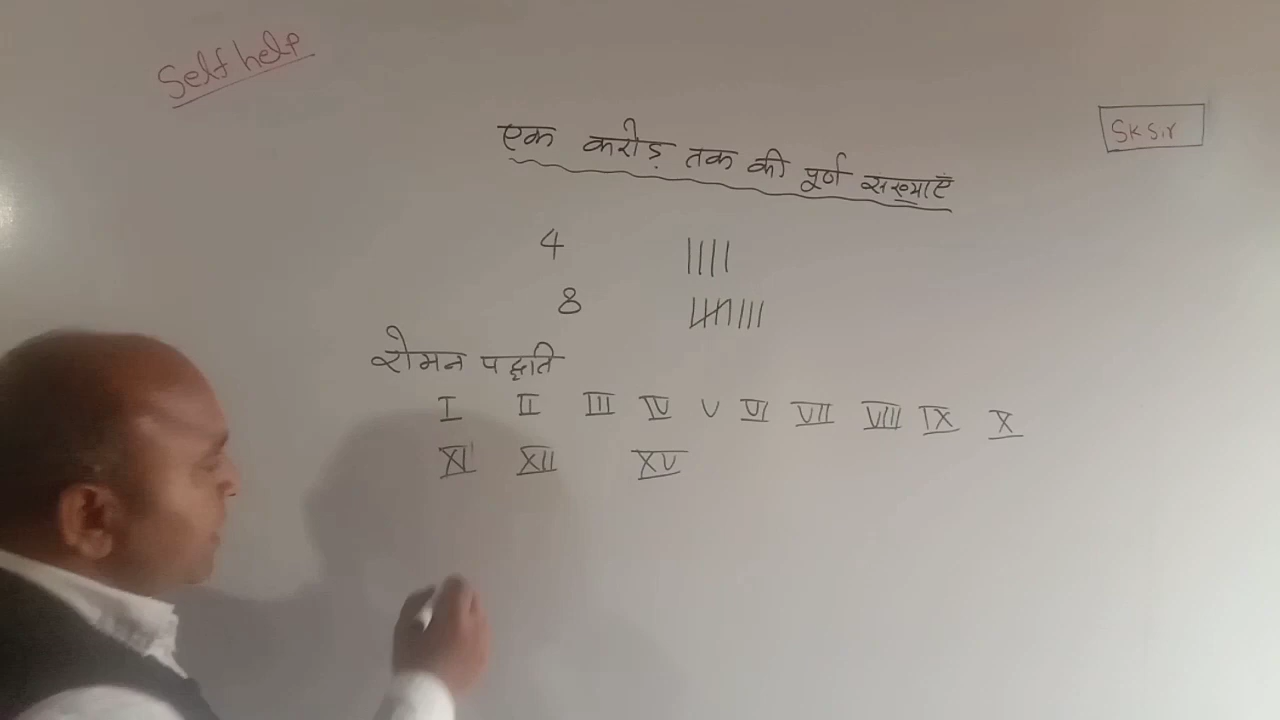 Self help
SK Sir
एक करोड़ तक की पूर्ण सख्याएँ
4 ||||
8 |||| |||
रोमन पद्धति
I II III IV V VI VII VIII IX X
XI XII XV